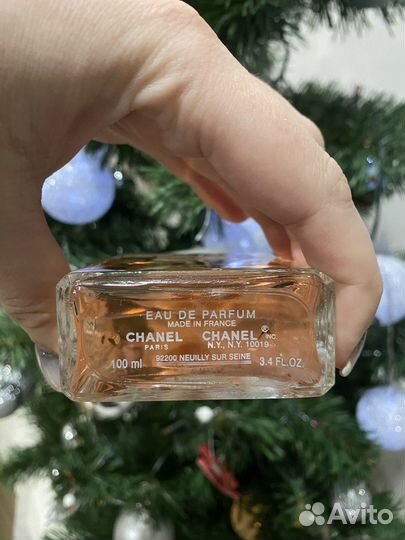 EAU DE PARFUM
MADE IN FRANCE
CHANEL CHANEL® INC.
PARIS N.Y., N.Y. 10019
92200 NEUILLY SUR SEINE
100 ml 3.4 FL.OZ.
Avito